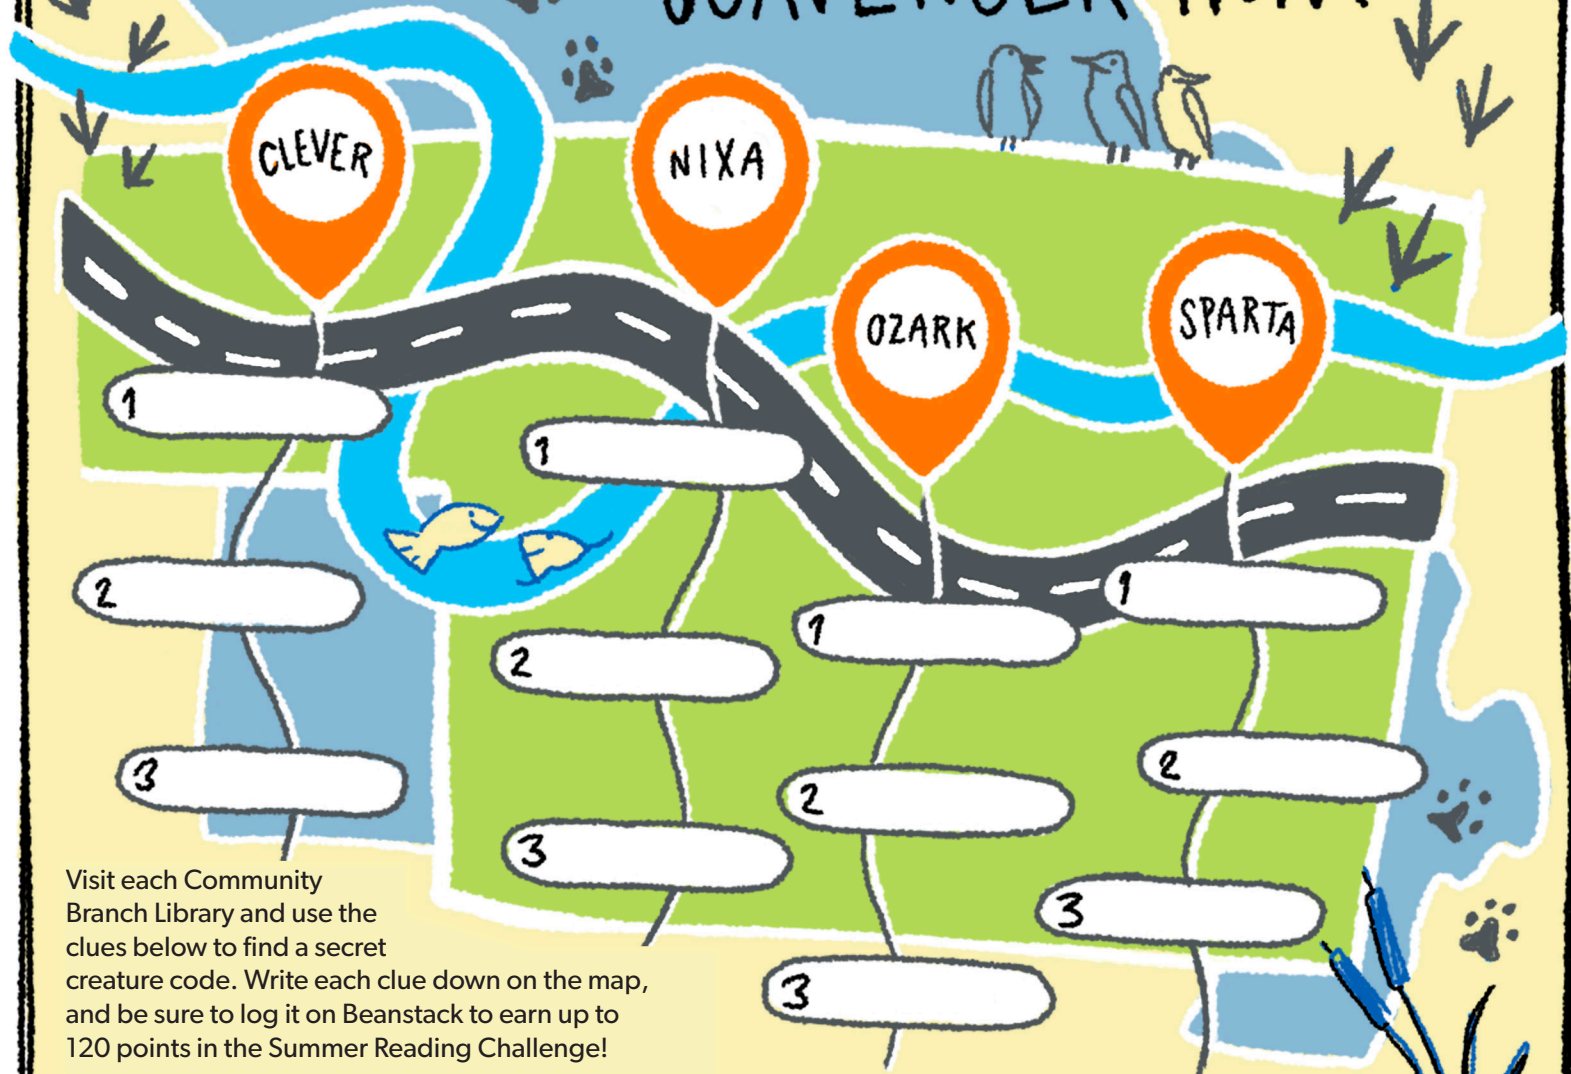 SCAVENGER HUNT
CLEVER
NIXA
OZARK
SPARTA
1
2
3
1
2
3
1
2
3
1
2
3
Visit each Community
Branch Library and use the
clues below to find a secret
creature code. Write each clue down on the map,
and be sure to log it on Beanstack to earn up to
120 points in the Summer Reading Challenge!